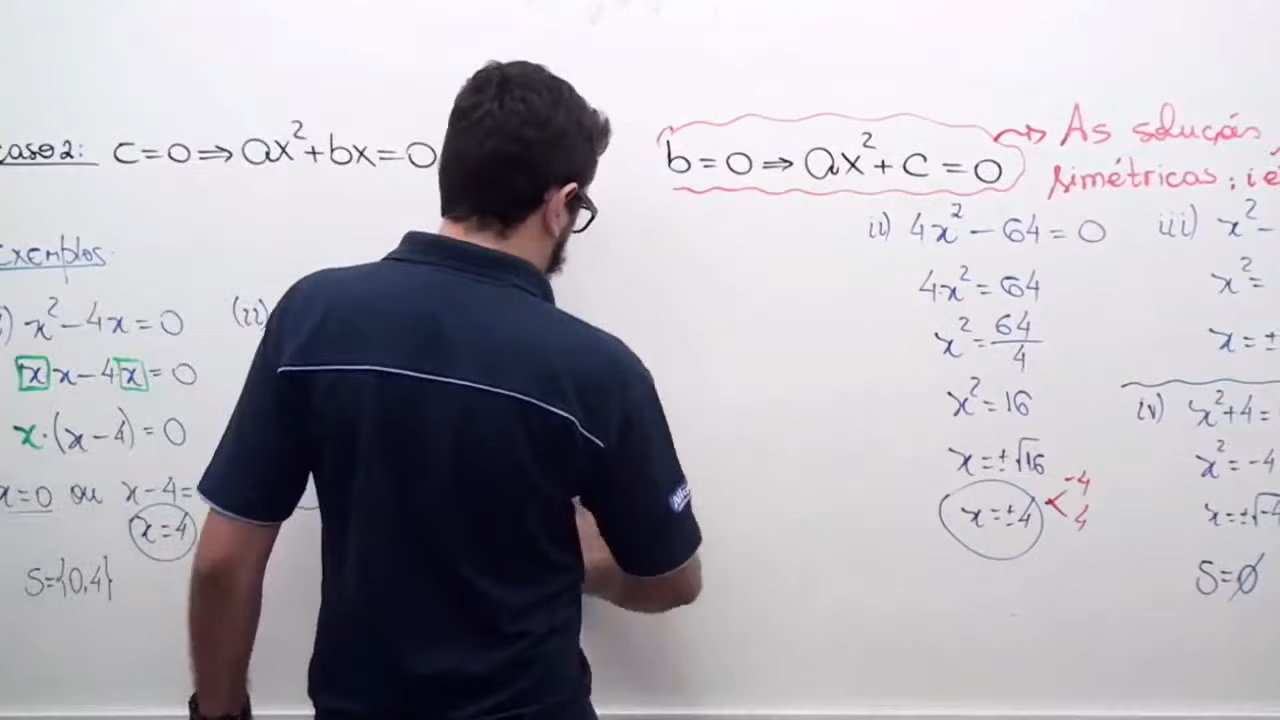 caso 2: c=0⇒ax²+bx=0
Exemplos
i) x²-4x=0
x·x-4x=0
x·(x-4)=0
x=0 ou x-4=
x=4
S={0,4}
(ii)
b=0⇒ax²+c=0
As soluções
simétricas; i é
ii) 4x²-64=0
4x²=64
x²=64/4
x²=16
x=±√16
x=±4 < -4
4
iii) x²-
x²=
x=±
iv) x²+4=
x²=-4
x=±√-4
S=∅